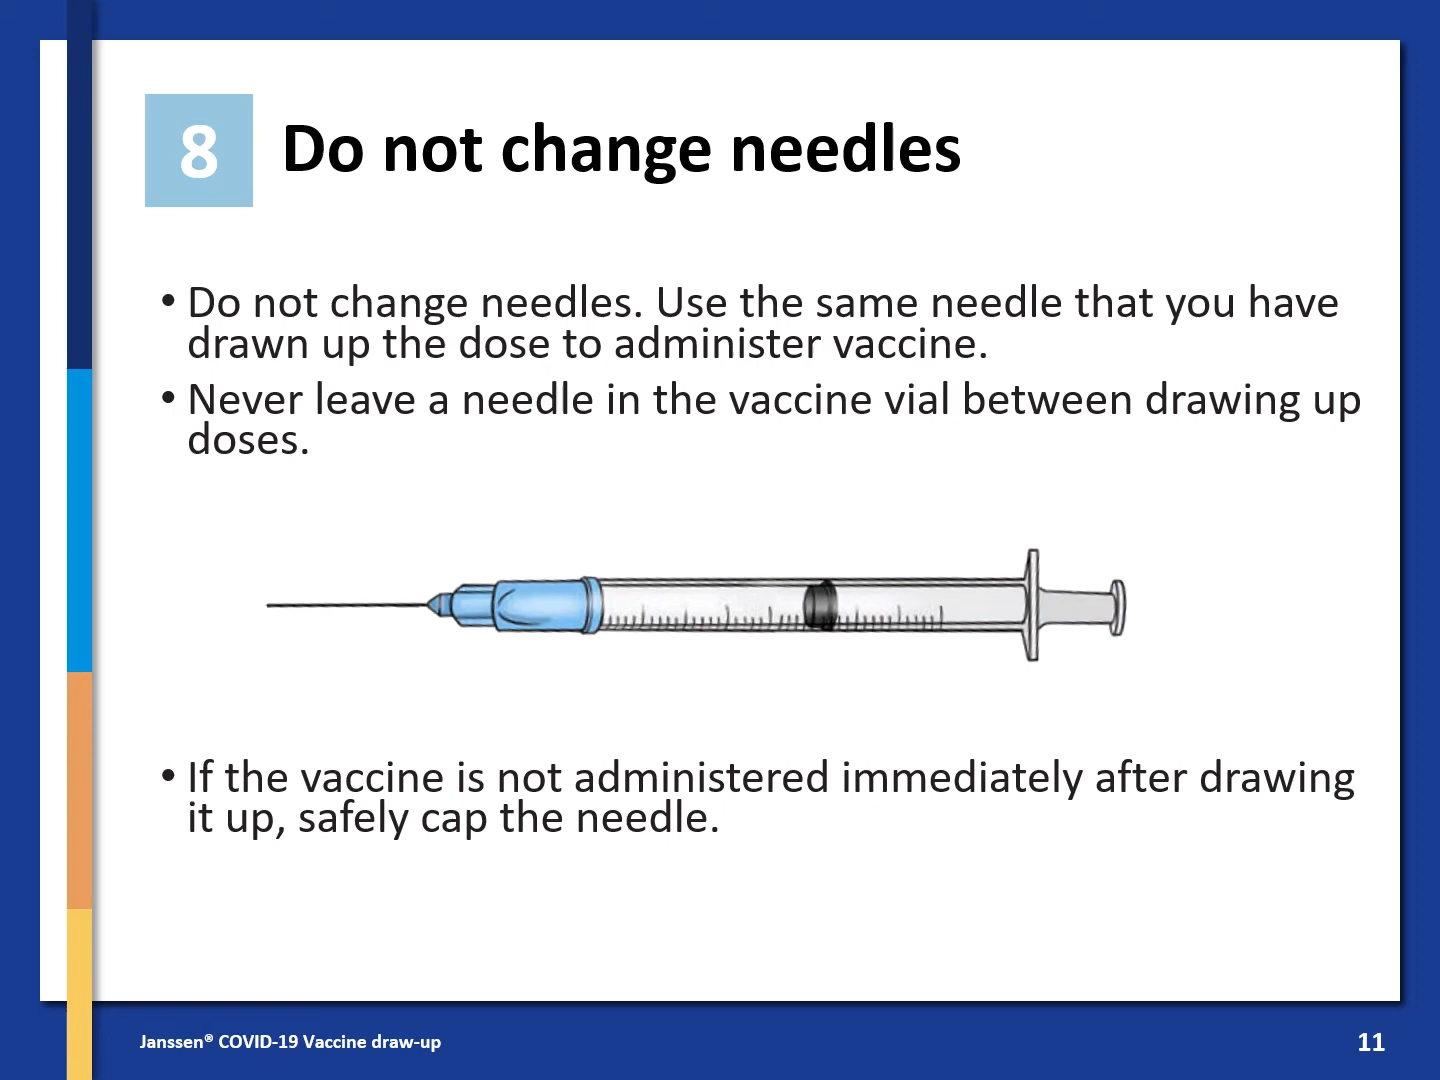 8
Do not change needles
• Do not change needles. Use the same needle that you have
drawn up the dose to administer vaccine.
• Never leave a needle in the vaccine vial between drawing up
doses.
• If the vaccine is not administered immediately after drawing
it up, safely cap the needle.
Janssen® COVID-19 Vaccine draw-up
11